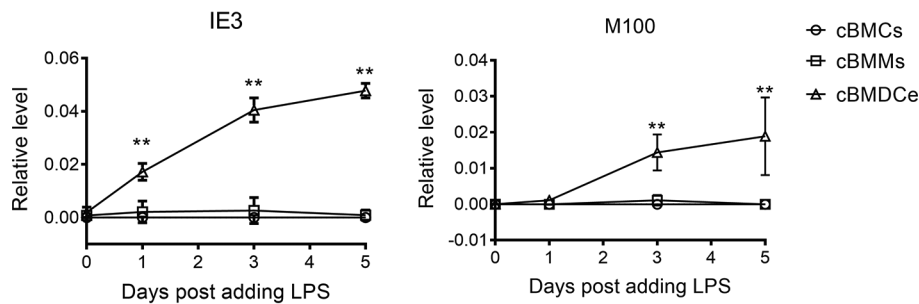 IE3
Relative level
0.06
0.04
0.02
0.00
**
**
**
0 1 2 3 4 5
Days post adding LPS
M100
Relative level
0.04
0.03
0.02
0.01
0.00
-0.01
**
**
0 1 2 3 4 5
Days post adding LPS
cBMCs
cBMMs
cBMDCe